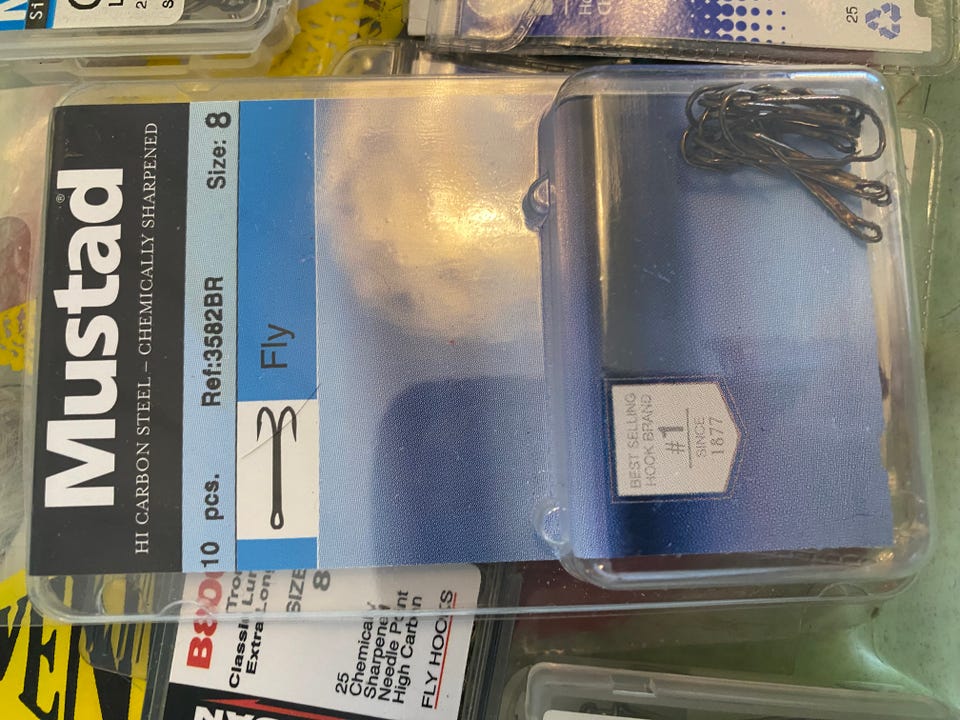 Mustad®
HI CARBON STEEL – CHEMICALLY SHARPENED
10 pcs. Ref:3582BR Size: 8
Fly
BEST SELLING
HOOK BRAND
#1
SINCE
1877
25
SIZE
8
Extra Long
25
Chemically
Sharpened
Needle Point
High Carbon
FLY HOOKS